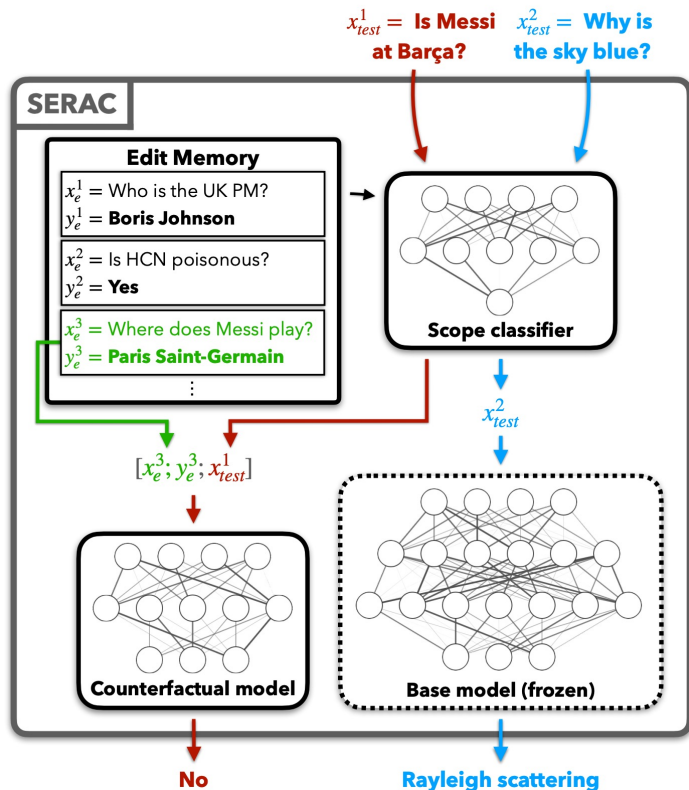 x¹test = Is Messi at Barça?
x²test = Why is the sky blue?
SERAC
Edit Memory
x¹e = Who is the UK PM?
y¹e = Boris Johnson
x²e = Is HCN poisonous?
y²e = Yes
x³e = Where does Messi play?
y³e = Paris Saint-Germain
⋮
Scope classifier
x²test
[x³e; y³e; x¹test]
Counterfactual model
Base model (frozen)
No
Rayleigh scattering